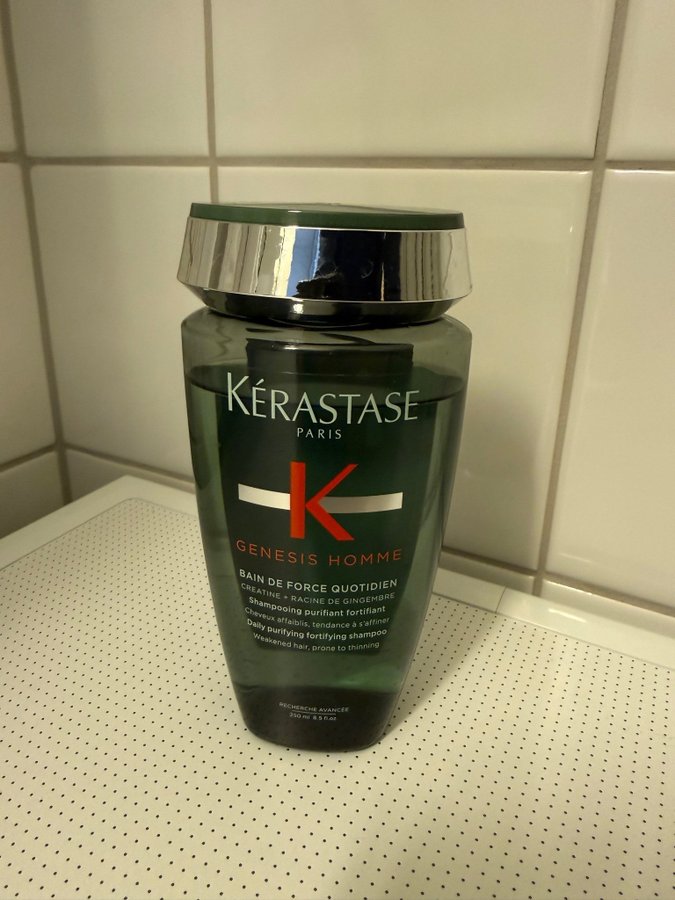 KÉRASTASE
PARIS
K
GENESIS HOMME
BAIN DE FORCE QUOTIDIEN
CREATINE + RACINE DE GINGEMBRE
Shampooing purifiant fortifiant
Cheveux affaiblis, tendance à s'affiner
Daily purifying fortifying shampoo
Weakened hair, prone to thinning
RECHERCHE AVANCÉE
250 ml 8.5 fl.oz